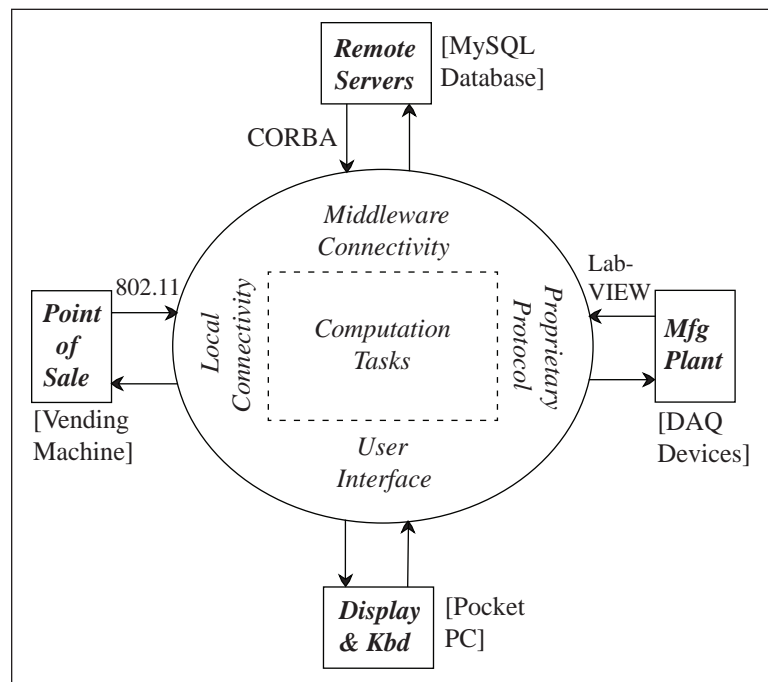 Remote
Servers
[MySQL
Database]
CORBA
Middleware
Connectivity
802.11
Point
of
Sale
[Vending
Machine]
Local
Connectivity
Computation
Tasks
Proprietary
Protocol
Lab-
VIEW
Mfg
Plant
[DAQ
Devices]
User
Interface
Display
& Kbd
[Pocket
PC]